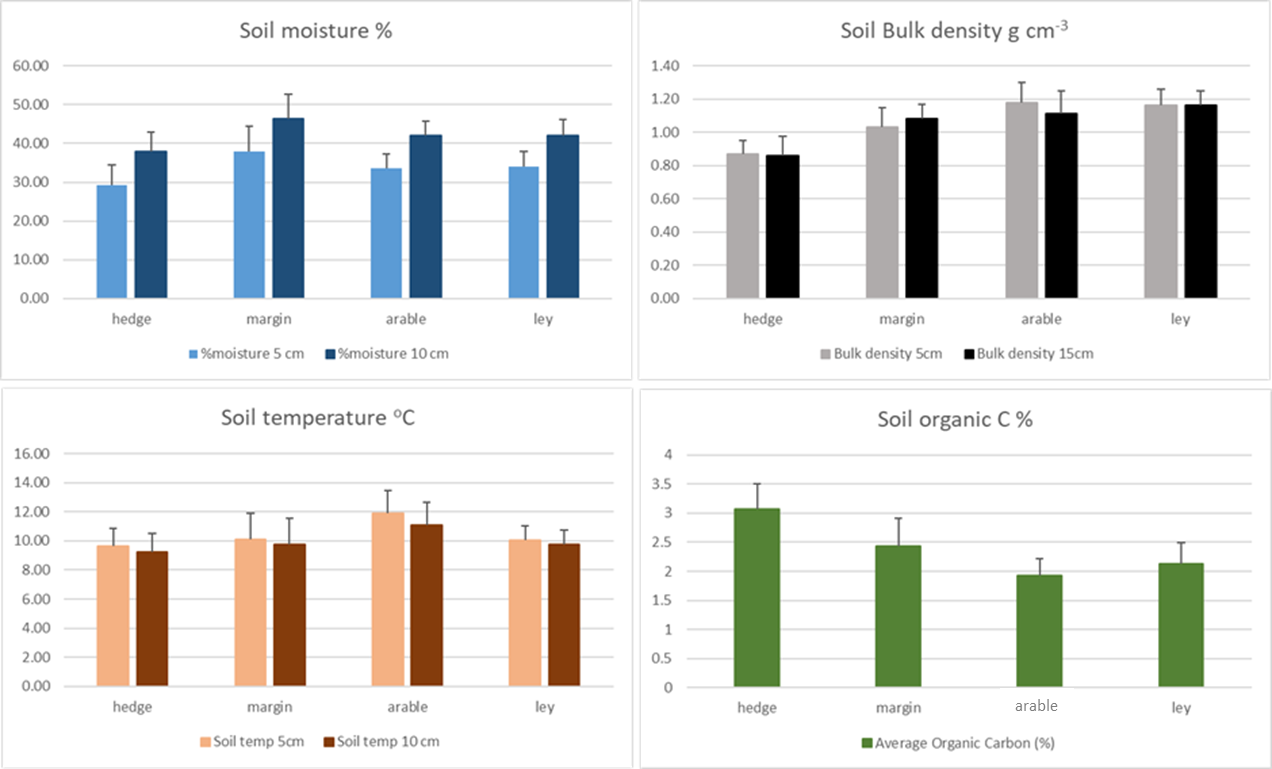 Soil moisture %
60.00
50.00
40.00
30.00
20.00
10.00
0.00
hedge margin arable ley
%moisture 5 cm %moisture 10 cm
Soil Bulk density g cm⁻³
1.40
1.20
1.00
0.80
0.60
0.40
0.20
0.00
hedge margin arable ley
Bulk density 5cm Bulk density 15cm
Soil temperature ᵒC
16.00
14.00
12.00
10.00
8.00
6.00
4.00
2.00
0.00
hedge margin arable ley
Soil temp 5cm Soil temp 10 cm
Soil organic C %
4
3.5
3
2.5
2
1.5
1
0.5
0
hedge margin arable ley
Average Organic Carbon (%)